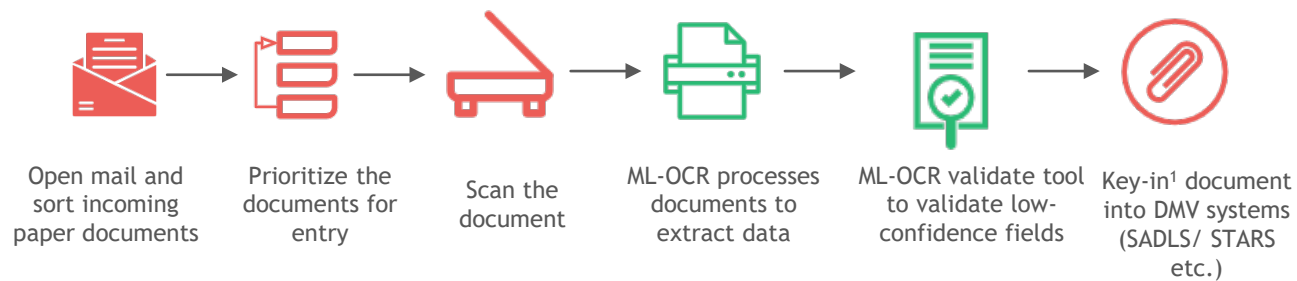 Open mail and
sort incoming
paper documents
Prioritize the
documents for
entry
Scan the
document
ML-OCR processes
documents to
extract data
ML-OCR validate tool
to validate low-
confidence fields
Key-in¹ document
into DMV systems
(SADLS/ STARS
etc.)